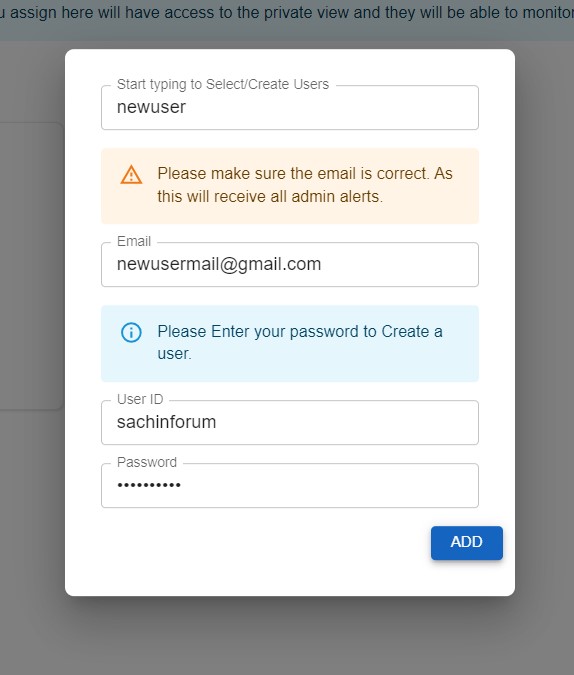 assign here will have access to the private view and they will be able to monitor
Start typing to Select/Create Users
newuser
Please make sure the email is correct. As
this will receive all admin alerts.
Email
newusermail@gmail.com
Please Enter your password to Create a
user.
User ID
sachinforum
Password
••••••••••
ADD